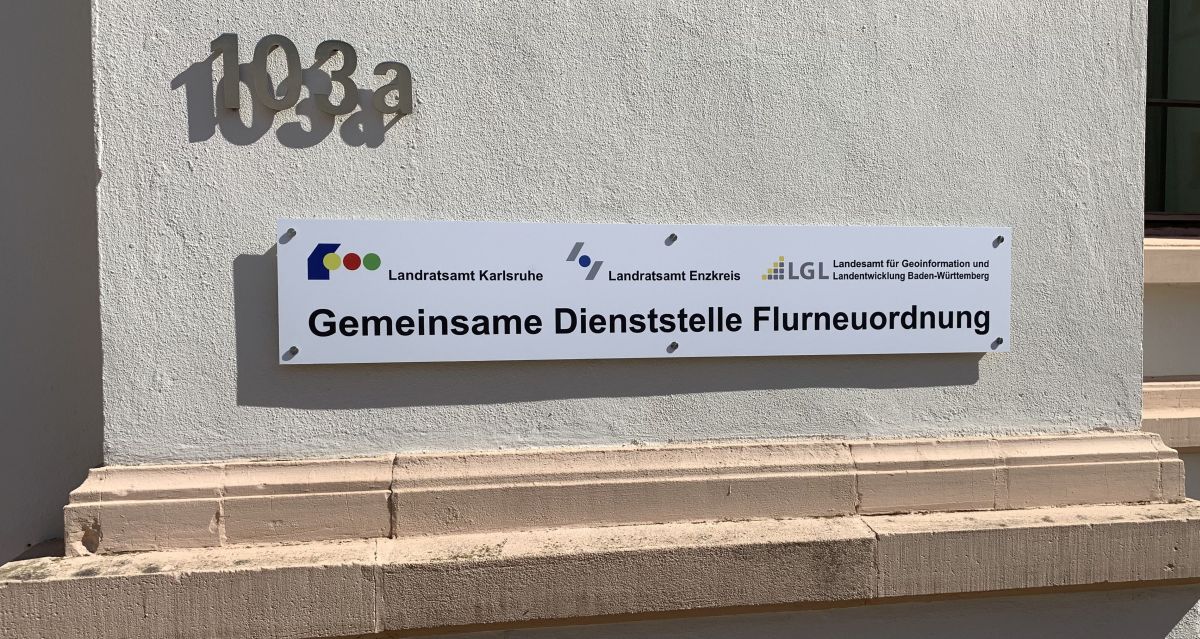 103a
Landratsamt Karlsruhe
Landratsamt Enzkreis
LGL
Landesamt für Geoinformation und
Landentwicklung Baden-Württemberg
Gemeinsame Dienststelle Flurneuordnung